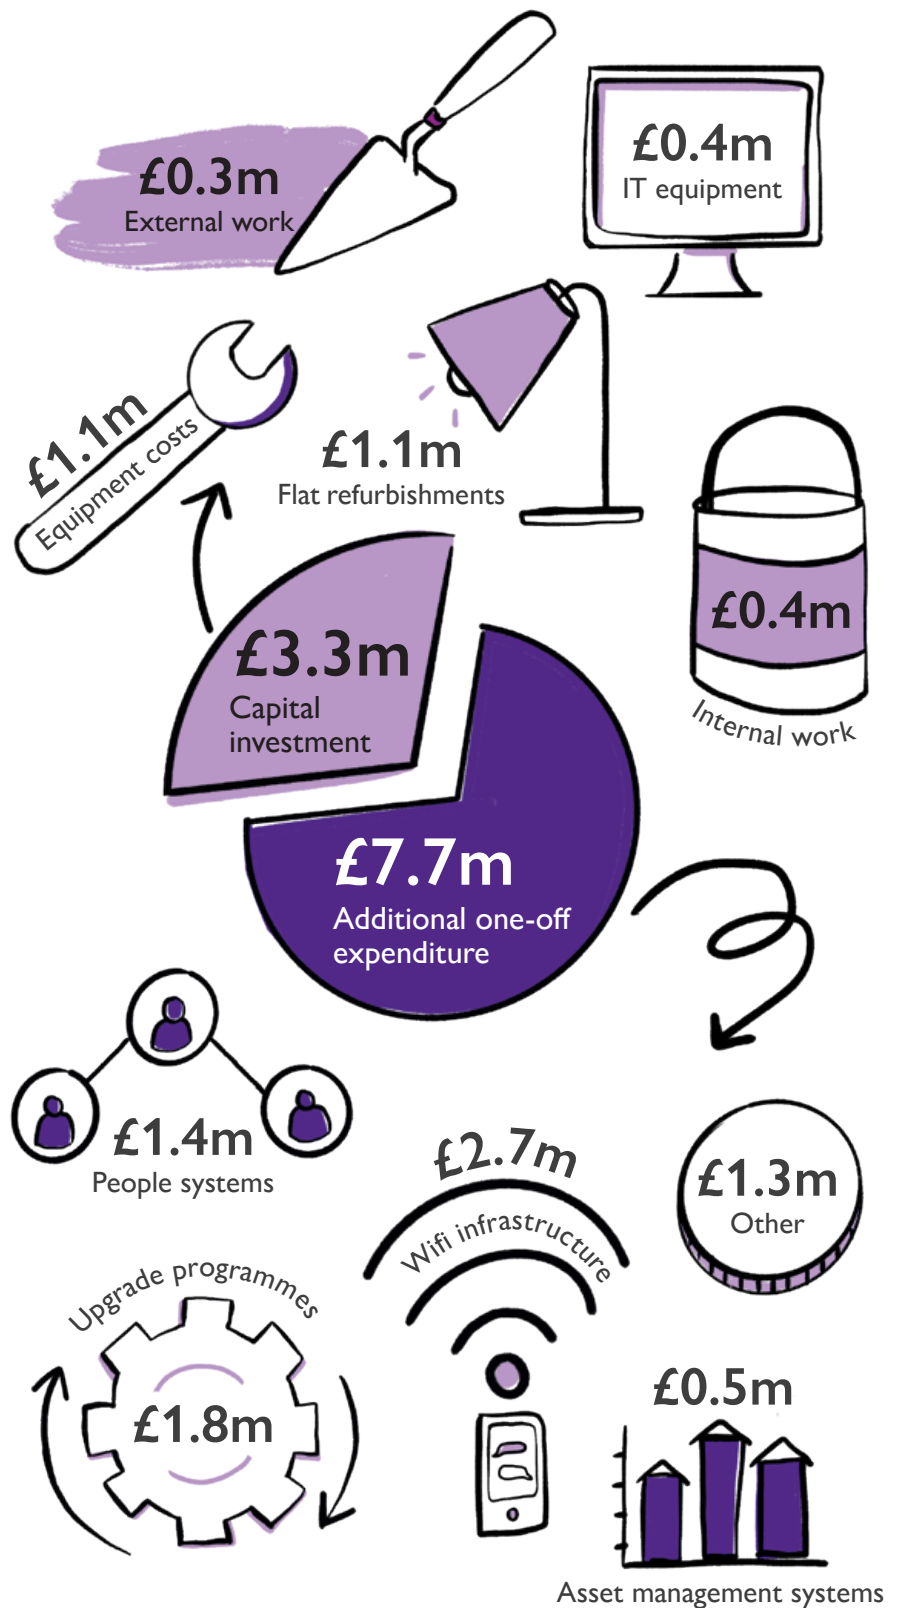 £0.3m
External work
£0.4m
IT equipment
£1.1m
Equipment costs
£1.1m
Flat refurbishments
£0.4m
Internal work
£3.3m
Capital
investment
£7.7m
Additional one-off
expenditure
£1.4m
People systems
£2.7m
Wifi infrastructure
£1.3m
Other
Upgrade programmes
£1.8m
£0.5m
Asset management systems